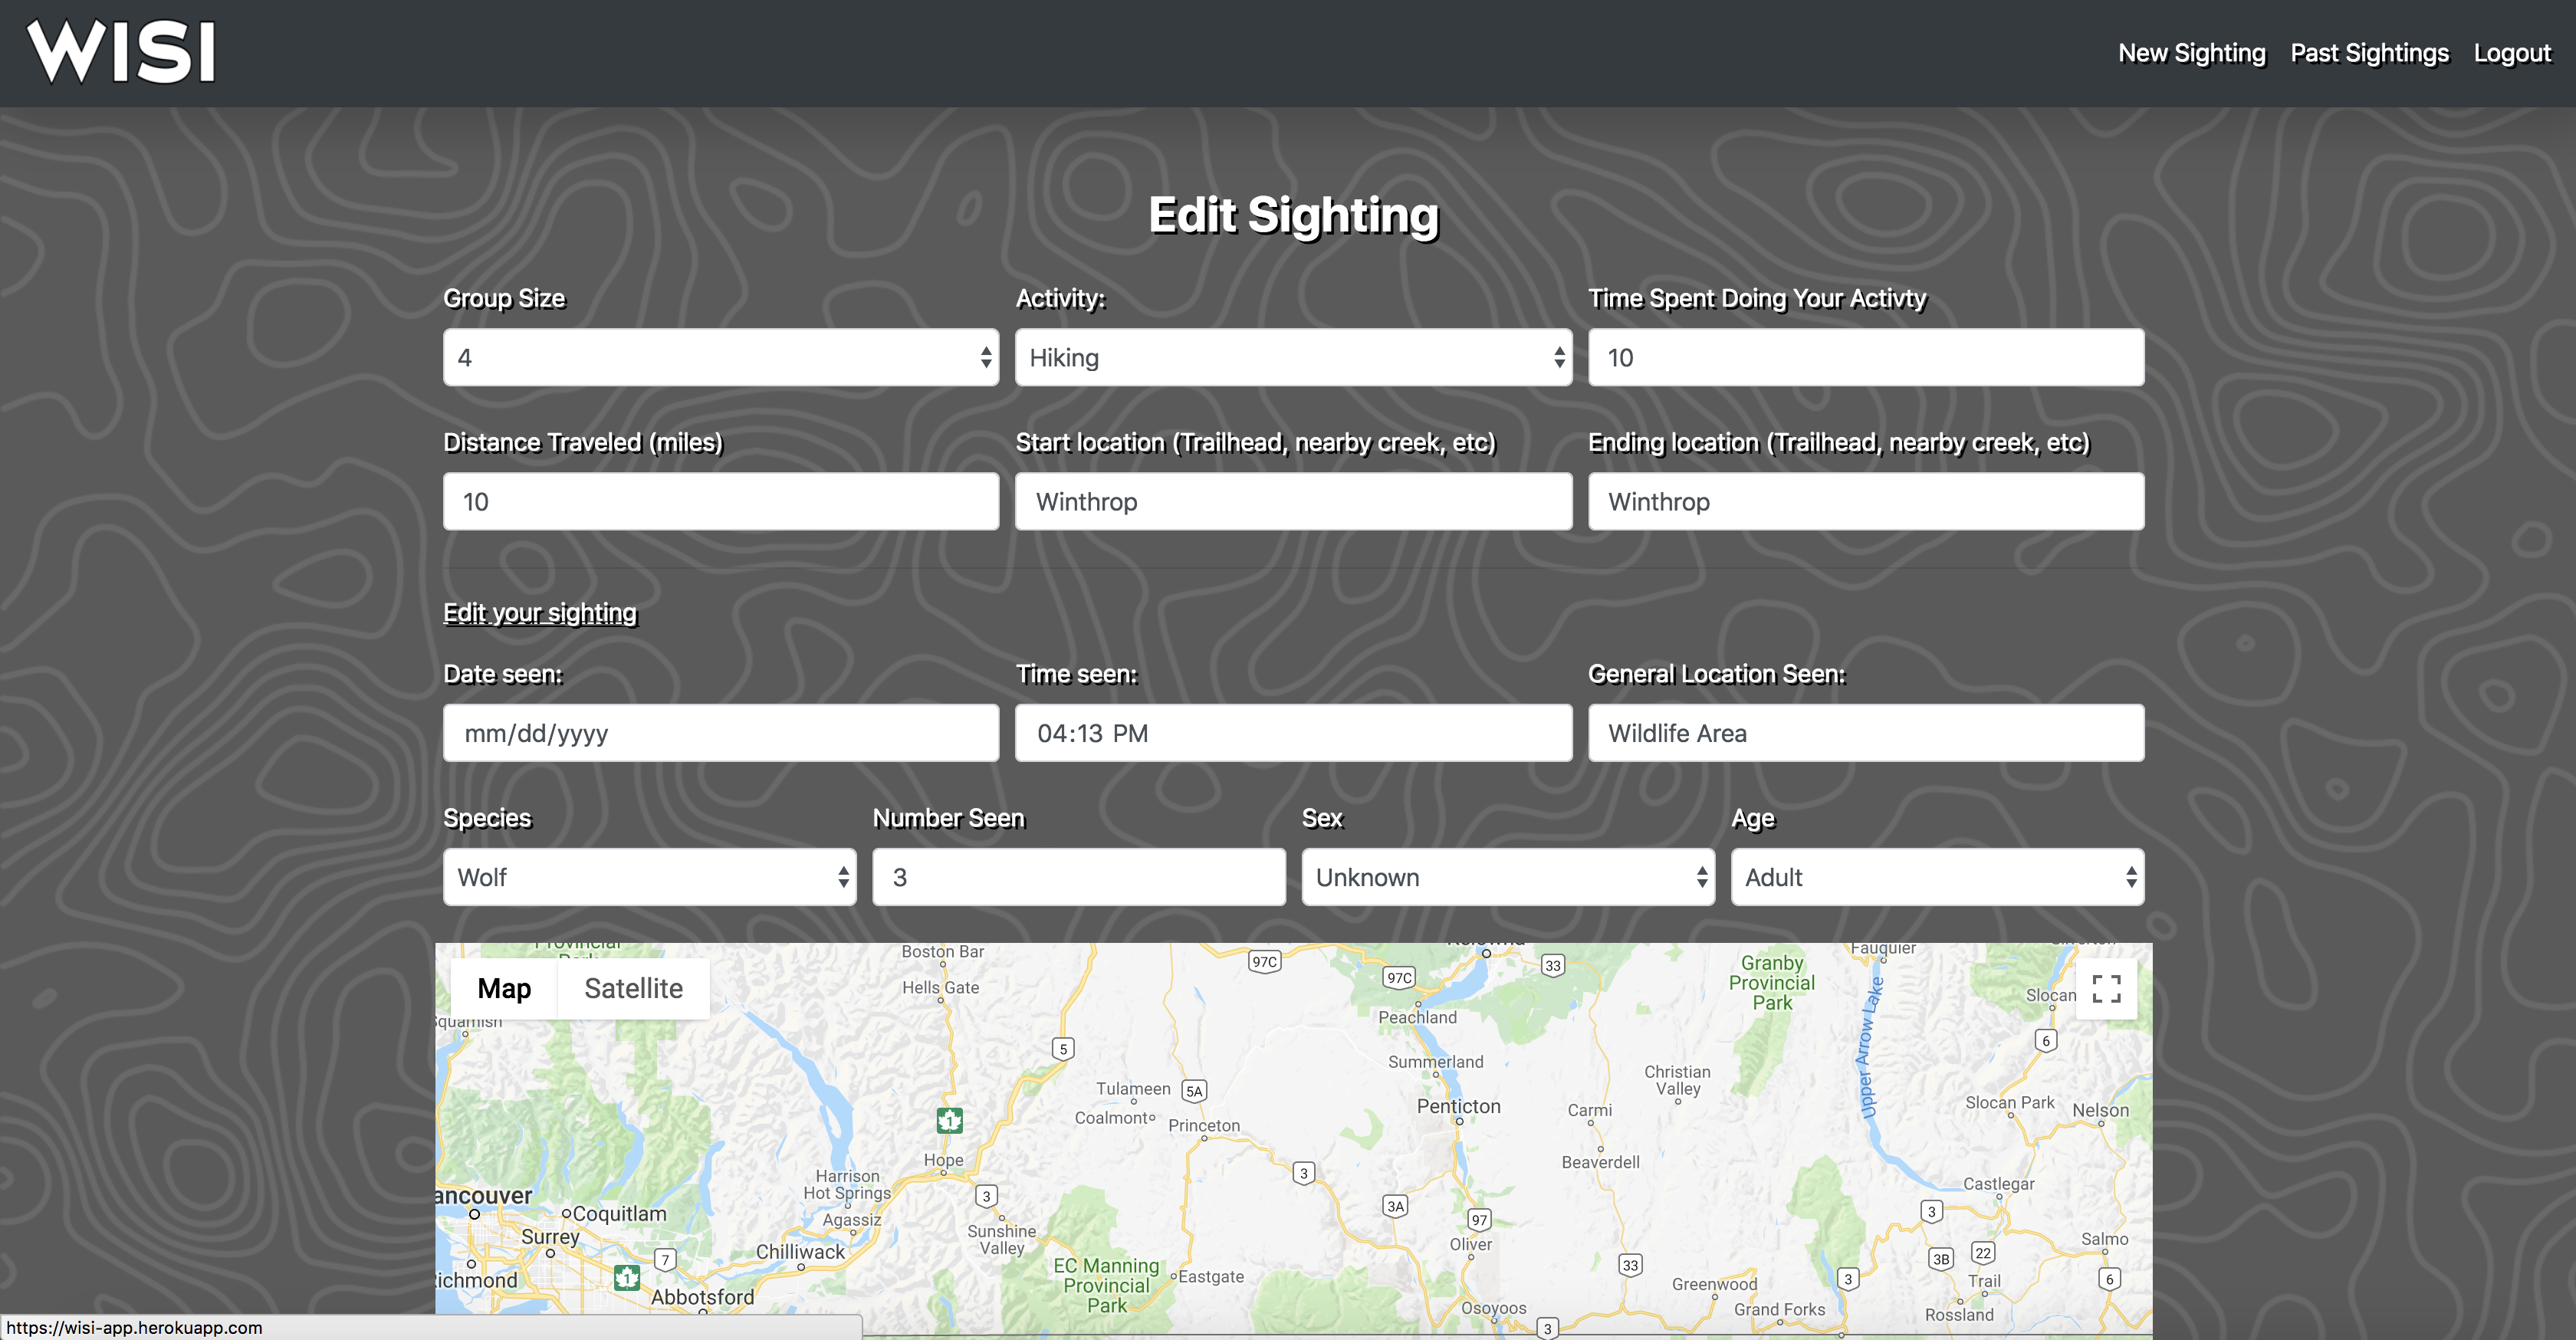 WISI
New Sighting Past Sightings Logout
Edit Sighting
Group Size Activity: Time Spent Doing Your Activty
4 Hiking 10
Distance Traveled (miles) Start location (Trailhead, nearby creek, etc) Ending location (Trailhead, nearby creek, etc)
10 Winthrop Winthrop
Edit your sighting
Date seen: Time seen: General Location Seen:
mm/dd/yyyy 04:13 PM Wildlife Area
Species Number Seen Sex Age
Wolf 3 Unknown Adult
Map Satellite
Boston Bar
Hells Gate
97C
97C
33
Granby
Provincial
Park
Fauquier
Slocan
Squamish
Peachland
Upper Arrow Lake
6
5
Summerland
Christian
Valley
Tulameen
5A
Coalmont
Princeton
Penticton
Carmi
Slocan Park
Nelson
1
Hope
Beaverdell
Harrison
Hot Springs
3
3
Castlegar
ancouver
Coquitlam
Agassiz
3A
97
3
Surrey
Sunshine
Valley
Chilliwack
Oliver
3B
22
Salmo
7
1
ichmond
EC Manning
Provincial
Park
Eastgate
33
Greenwood
3
Trail
6
Abbotsford
Osoyoos
Grand Forks
Rossland
3
https://wisi-app.herokuapp.com